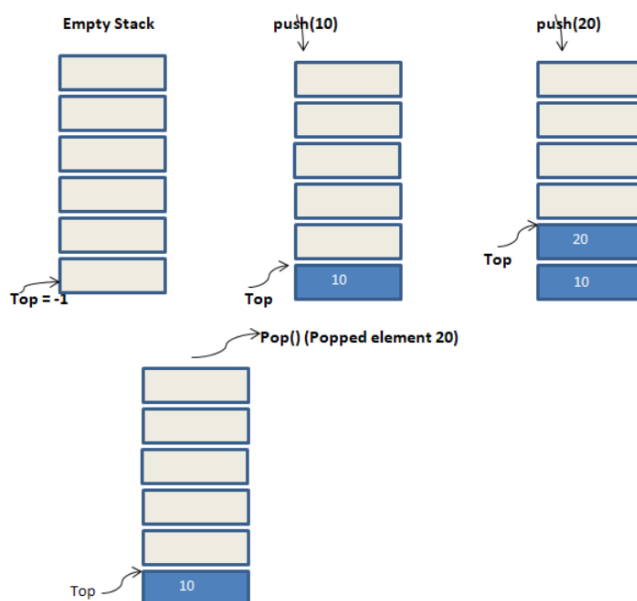 Empty Stack
push(10)
push(20)
20
Top
Top
10
10
Top = -1
Pop() (Popped element 20)
Top
10